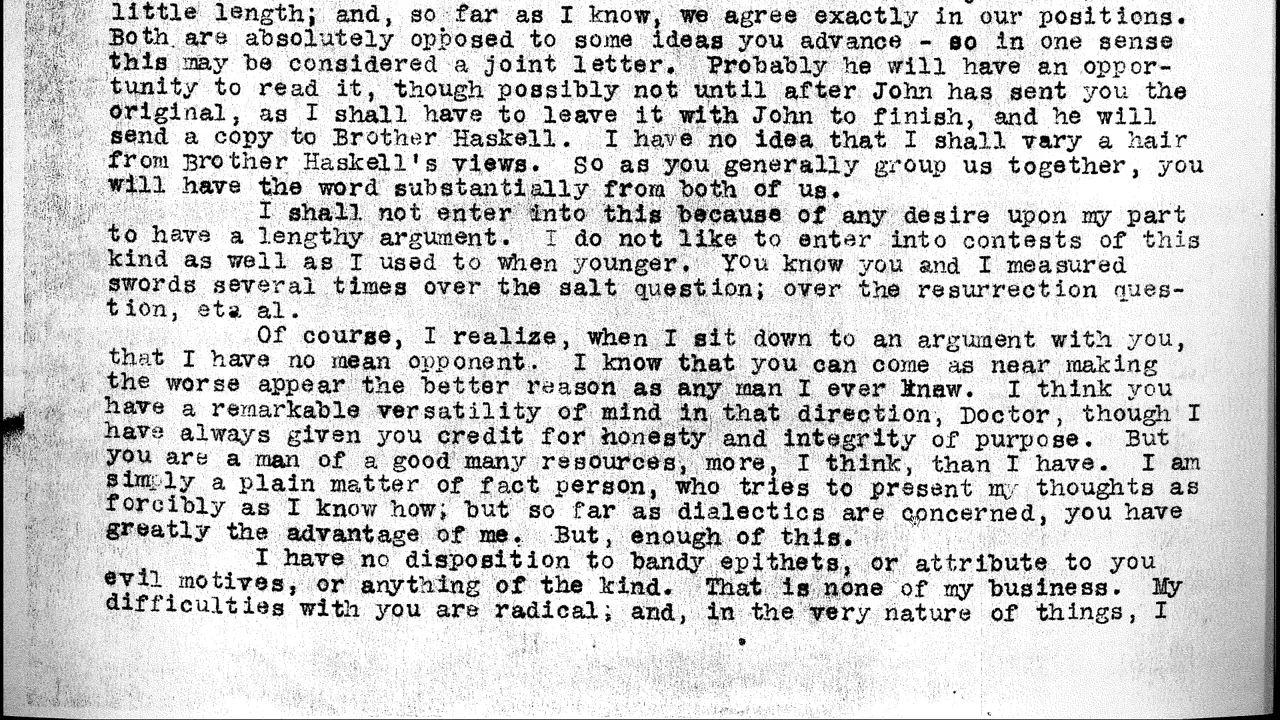 little length; and, so far as I know, we agree exactly in our positions.
Both are absolutely opposed to some ideas you advance - so in one sense
this may be considered a joint letter.  Probably he will have an oppor-
tunity to read it, though possibly not until after John has sent you the
original, as I shall have to leave it with John to finish, and he will
send a copy to Brother Haskell.  I have no idea that I shall vary a hair
from Brother Haskell's views.  So as you generally group us together, you
will have the word substantially from both of us.
I shall not enter into this because of any desire upon my part
to have a lengthy argument.  I do not like to enter into contests of this
kind as well as I used to when younger.  You know you and I measured
swords several times over the salt question; over the resurrection ques-
tion, eta al.
Of course, I realize, when I sit down to an argument with you,
that I have no mean opponent.  I know that you can come as near making
the worse appear the better reason as any man I ever knaw.  I think you
have a remarkable versatility of mind in that direction, Doctor, though I
have always given you credit for honesty and integrity of purpose.  But
you are a man of a good many resources, more, I think, than I have.  I am
simply a plain matter of fact person, who tries to present my thoughts as
forcibly as I know how; but so far as dialectics are concerned, you have
greatly the advantage of me.  But, enough of this.
I have no disposition to bandy epithets, or attribute to you
evil motives, or anything of the kind.  That is none of my business.  My
difficulties with you are radical; and, in the very nature of things, I